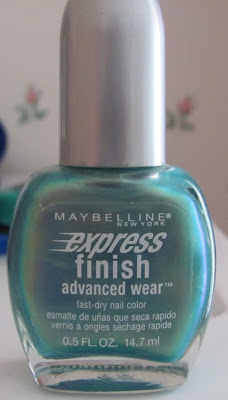 MAYBELLINE®
NEW YORK
express
finish
advanced wear™
fast-dry nail color
esmalte de uñas que seca rapido
vernis a ongles sechage rapide
0.5 FL. OZ. 14.7 ml